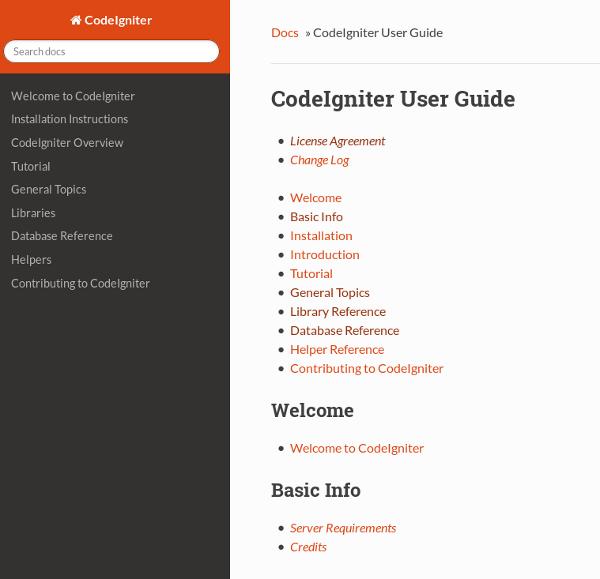 CodeIgniter
Search docs
Welcome to CodeIgniter
Installation Instructions
CodeIgniter Overview
Tutorial
General Topics
Libraries
Database Reference
Helpers
Contributing to CodeIgniter
Docs » CodeIgniter User Guide
CodeIgniter User Guide
• License Agreement
• Change Log
• Welcome
• Basic Info
• Installation
• Introduction
• Tutorial
• General Topics
• Library Reference
• Database Reference
• Helper Reference
• Contributing to CodeIgniter
Welcome
• Welcome to CodeIgniter
Basic Info
• Server Requirements
• Credits